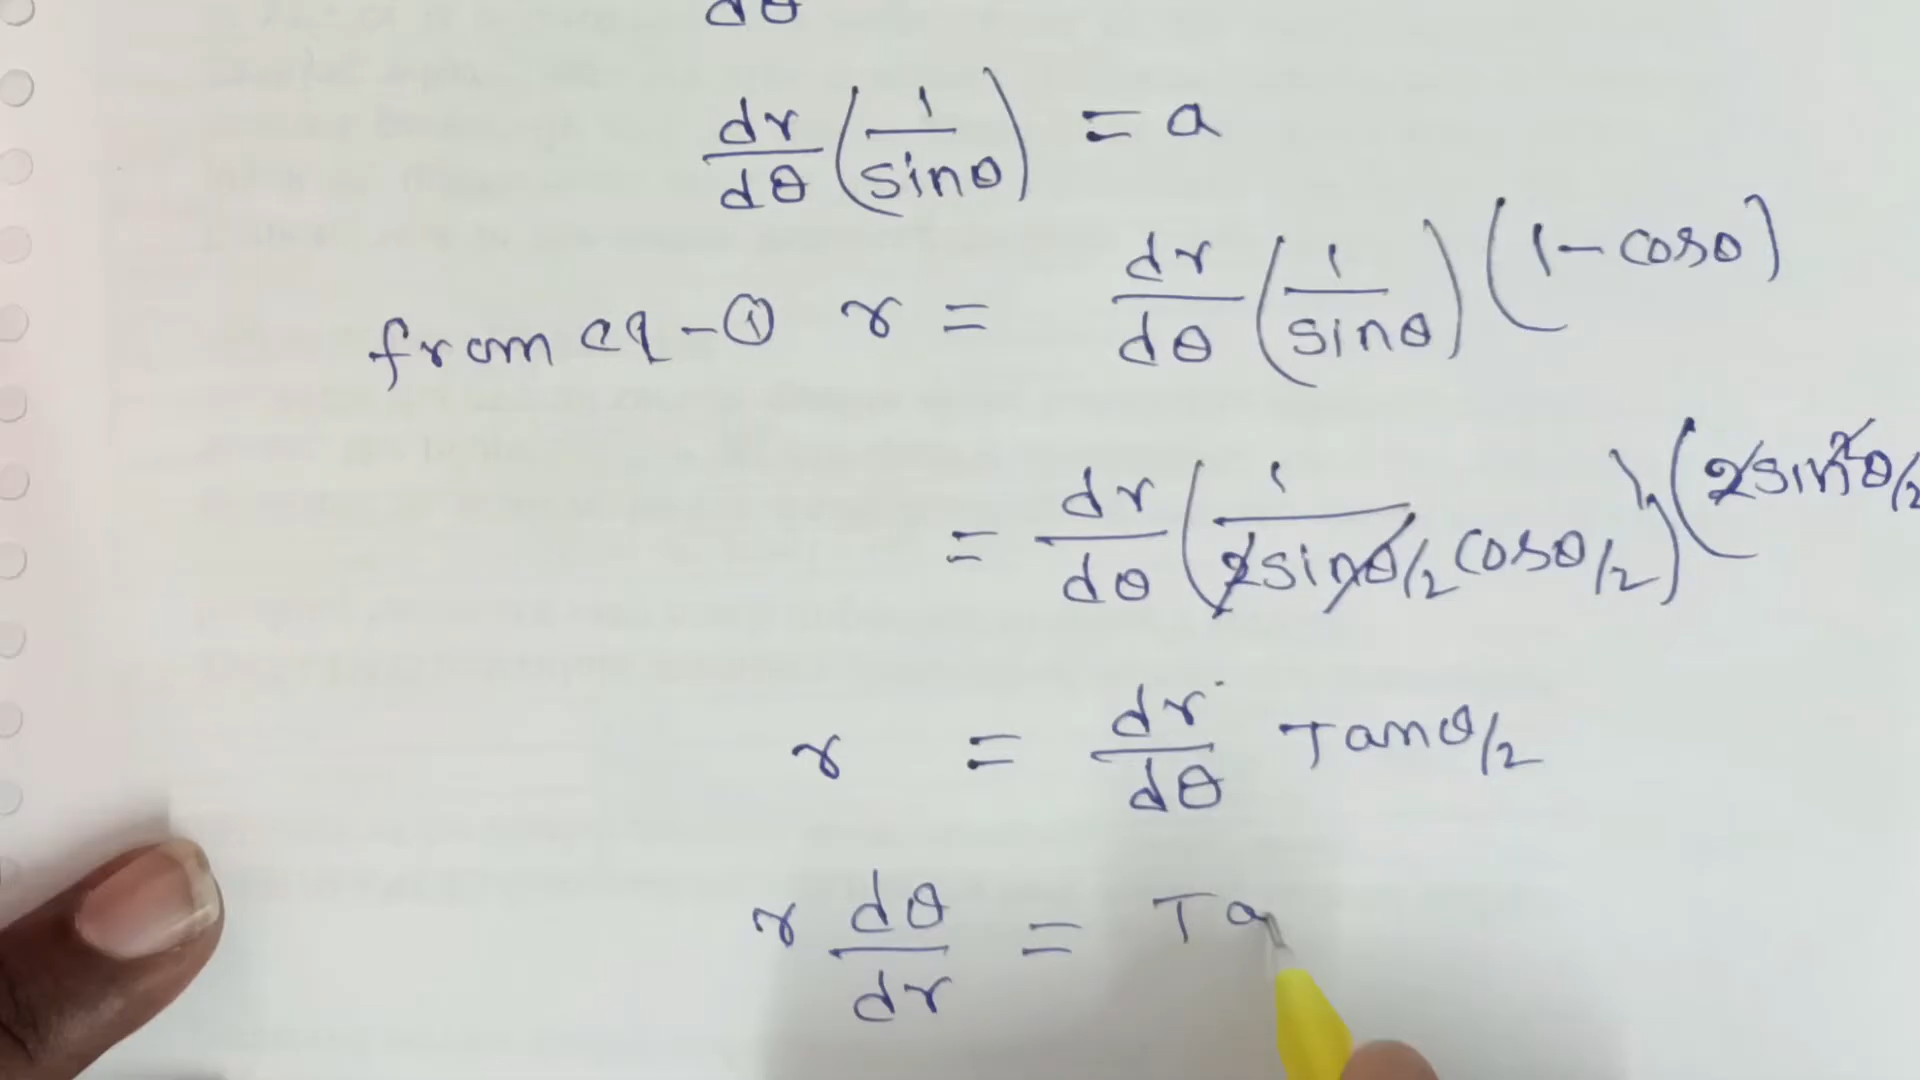 dθ
dr/dθ (1/sinθ) = a
from eq-① r = dr/dθ (1/sinθ) (1-cosθ)
= dr/dθ (1/2sinθ/2 cosθ/2) (2sin²θ/2
r = dr/dθ Tanθ/2
r dθ/dr = Ta